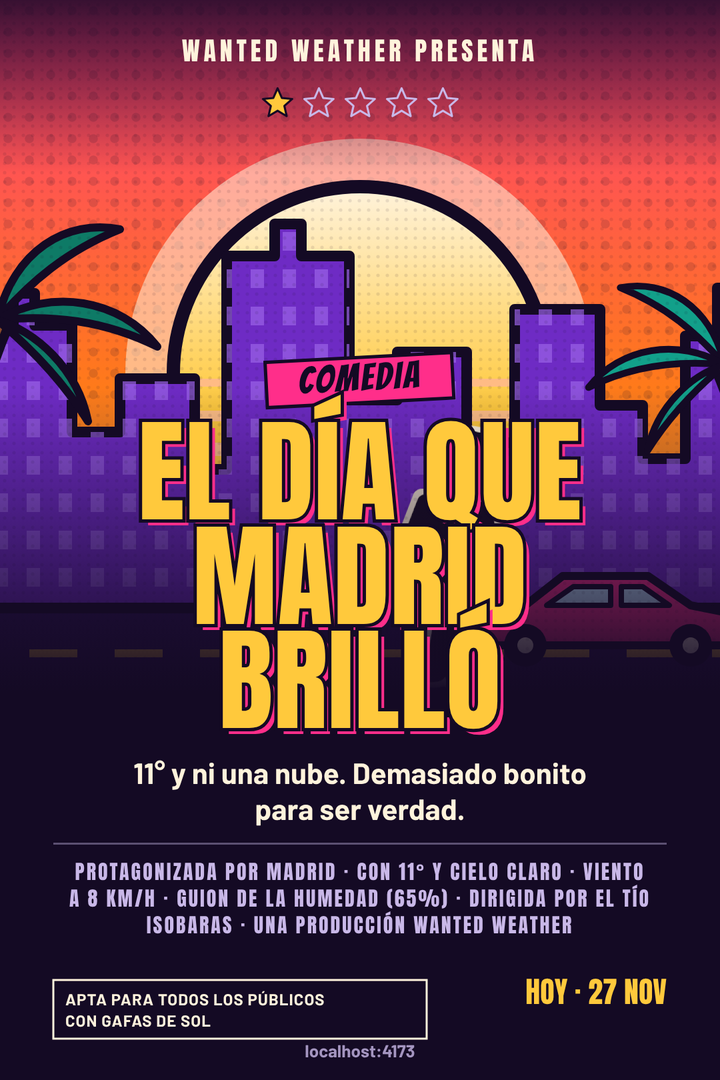 WANTED WEATHER PRESENTA
COMEDIA
EL DÍA QUE
MADRID
BRILLÓ
11° y ni una nube. Demasiado bonito
para ser verdad.
PROTAGONIZADA POR MADRID · CON 11° Y CIELO CLARO · VIENTO
A 8 KM/H · GUION DE LA HUMEDAD (65%) · DIRIGIDA POR EL TÍO
ISOBARAS · UNA PRODUCCIÓN WANTED WEATHER
APTA PARA TODOS LOS PÚBLICOS
CON GAFAS DE SOL
HOY · 27 NOV
localhost:4173